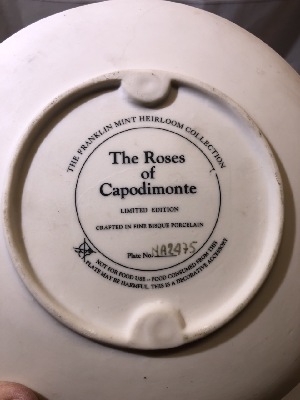 THE FRANKLIN MINT HEIRLOOM COLLECTION
The Roses
of
Capodimonte
LIMITED EDITION
CRAFTED IN FINE BISQUE PORCELAIN
Plate No. HA2475
NOT FOR FOOD USE – FOOD CONSUMED FROM THIS
PLATE MAY BE HARMFUL. THIS IS A DECORATIVE ACCESSORY